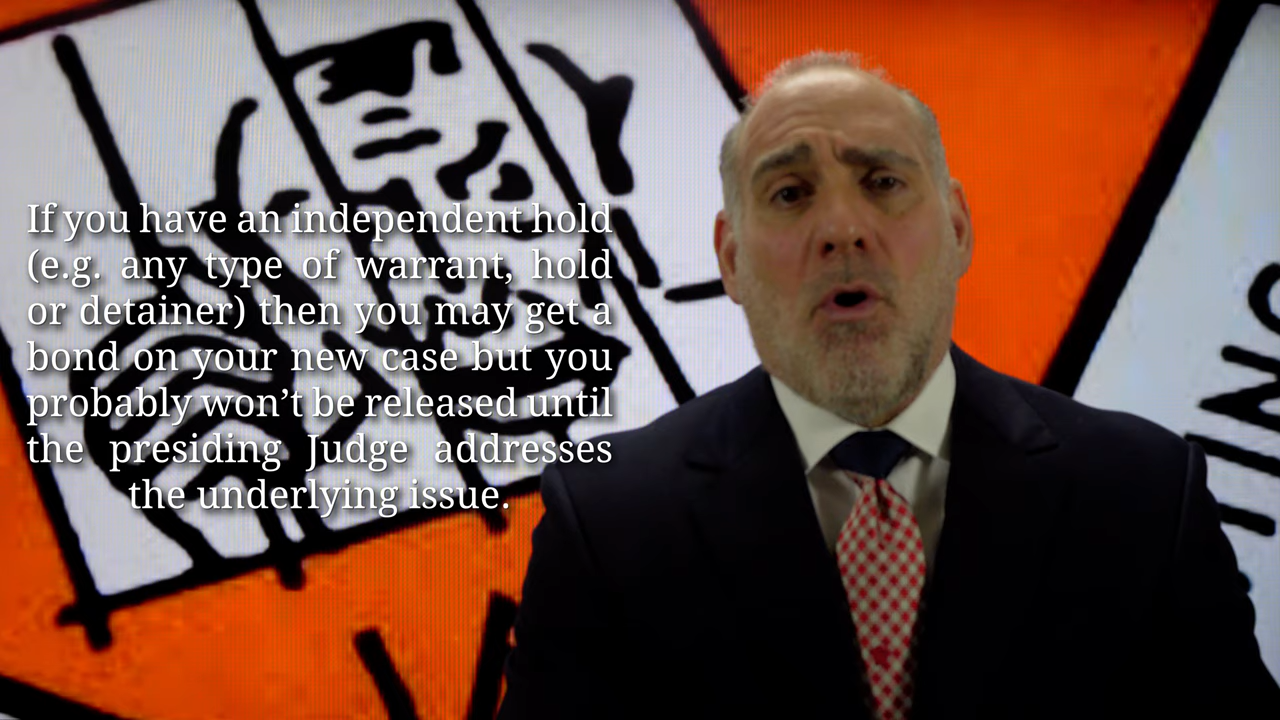 If you have an independent hold
(e.g. any type of warrant, hold
or detainer) then you may get a
bond on your new case but you
probably won’t be released until
the presiding Judge addresses
the underlying issue.